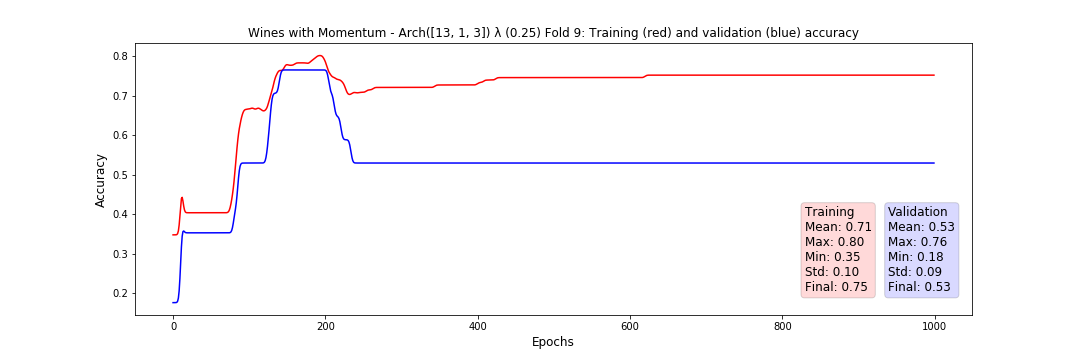 Wines with Momentum - Arch([13, 1, 3]) λ (0.25) Fold 9: Training (red) and validation (blue) accuracy
Accuracy
0.8
0.7
0.6
0.5
0.4
0.3
0.2
Training
Mean: 0.71
Max: 0.80
Min: 0.35
Std: 0.10
Final: 0.75
Validation
Mean: 0.53
Max: 0.76
Min: 0.18
Std: 0.09
Final: 0.53
0 200 400 600 800 1000
Epochs